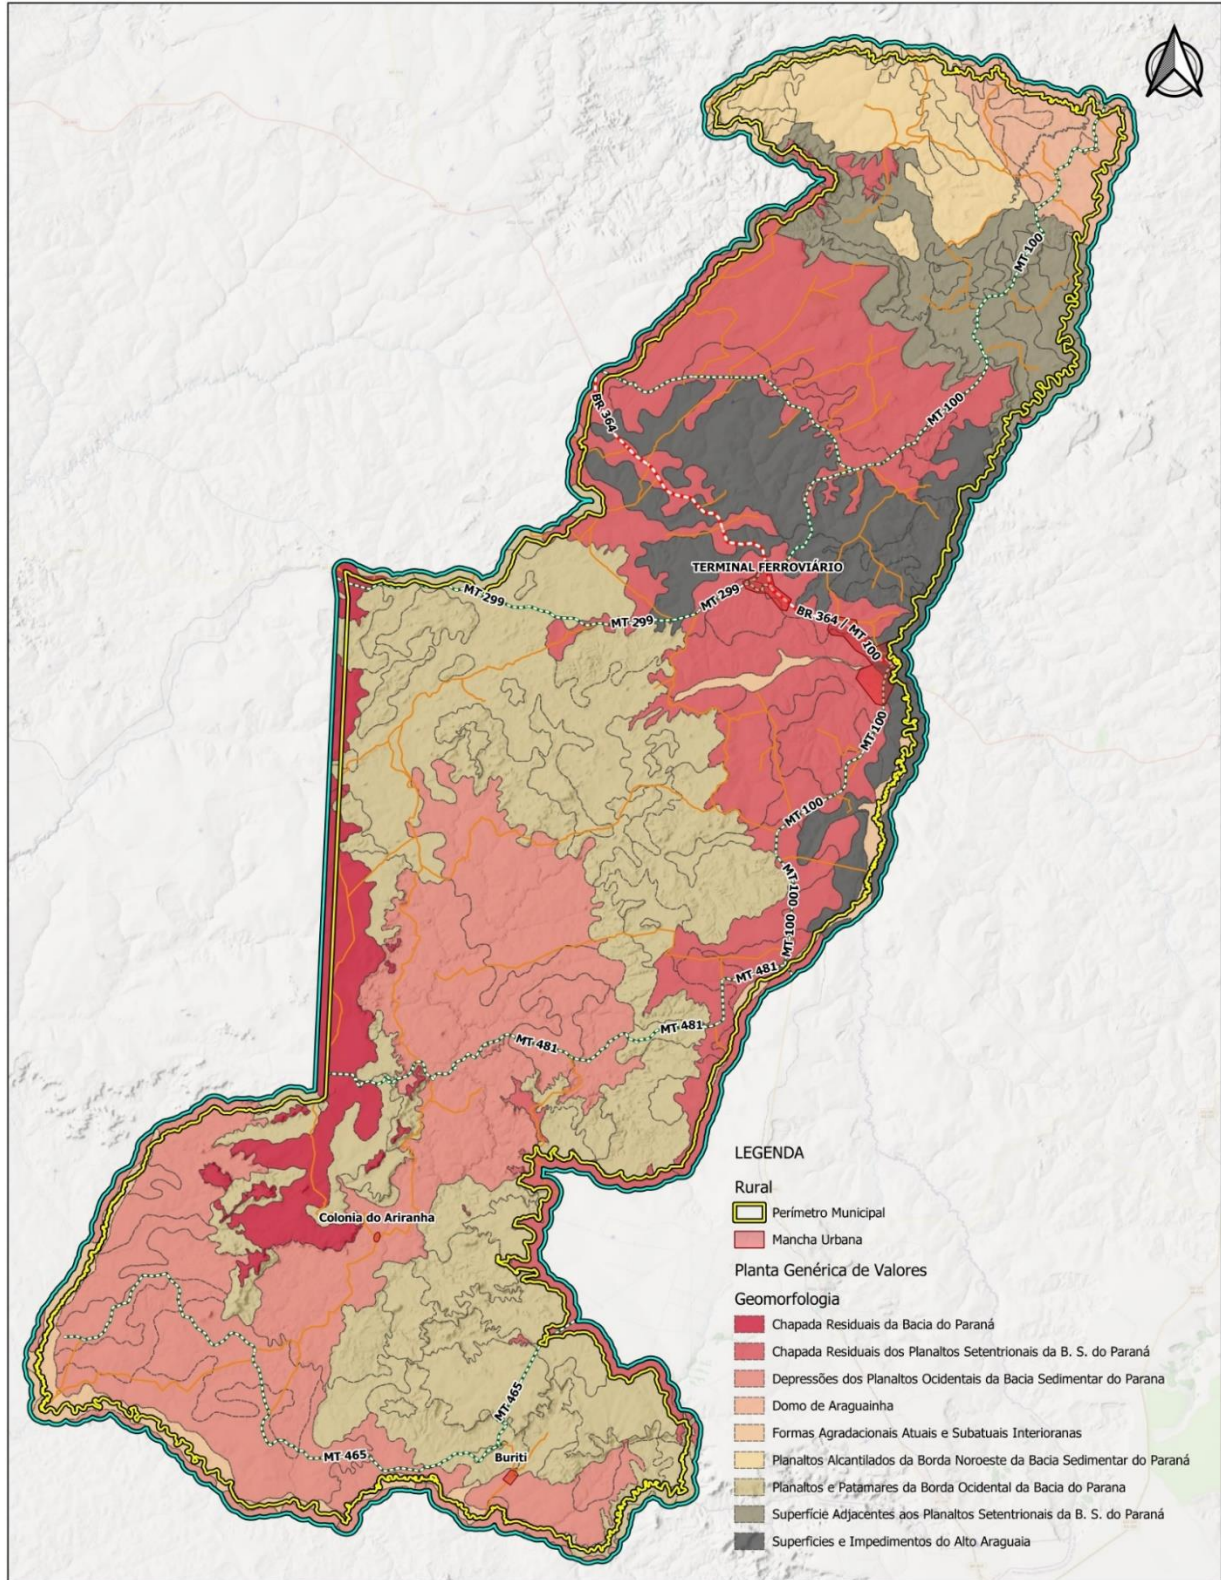 MT 100
BR 364
MT 100
TERMINAL FERROVIÁRIO
MT 299
MT 299
MT 299
BR 364 / MT 100
MT 100
MT 100
MT 100
MT 100
MT 481
MT 481
MT 481
Colonia do Ariranha
MT 465
MT 465
Buriti
LEGENDA
Rural
Perímetro Municipal
Mancha Urbana
Planta Genérica de Valores
Geomorfologia
Chapada Residuais da Bacia do Paraná
Chapada Residuais dos Planaltos Setentrionais da B. S. do Paraná
Depressões dos Planaltos Ocidentais da Bacia Sedimentar do Parana
Domo de Araguainha
Formas Agradacionais Atuais e Subatuais Interioranas
Planaltos Alcantilados da Borda Noroeste da Bacia Sedimentar do Paraná
Planaltos e Patamares da Borda Ocidental da Bacia do Parana
Superfície Adjacentes aos Planaltos Setentrionais da B. S. do Paraná
Superficies e Impedimentos do Alto Araguaia